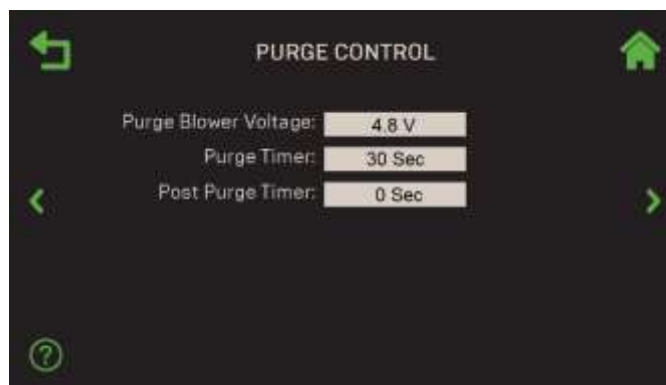 PURGE CONTROL
Purge Blower Voltage: 4.8 V
Purge Timer: 30 Sec
Post Purge Timer: 0 Sec
?